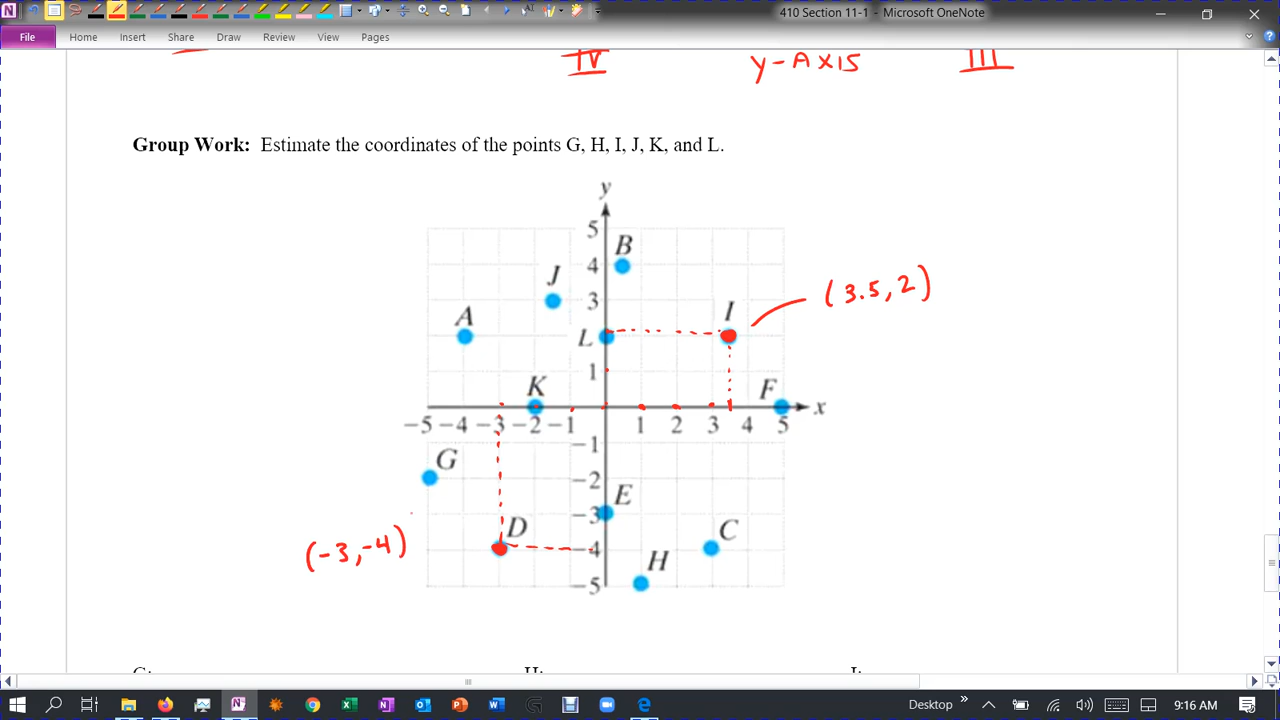 410 Section 11-1 - Microsoft OneNote
File Home Insert Share Draw History Review View Pages
IV y-AXIS III
Group Work: Estimate the coordinates of the points G, H, I, J, K, and L.
y
5
B
4
J
3
(3.5, 2)
I
A
L
1
K
F
x
-5 -4 -3 -2 -1 1 2 3 4 5
-1
G
-2
E
-3
D
C
(-3, -4)
-4
H
-5
G: H: I:
Desktop
9:16 AM